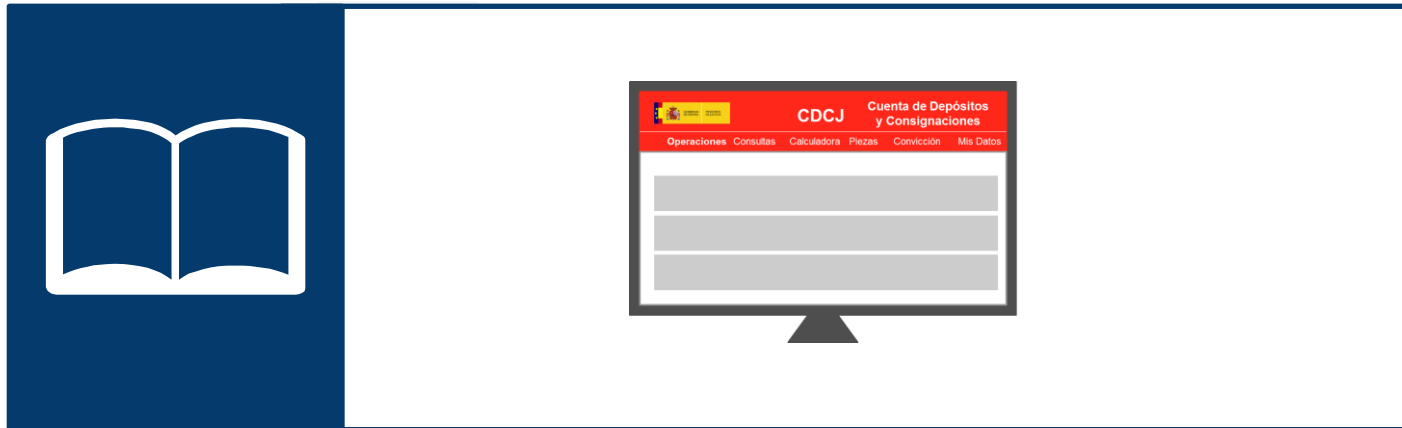 CDCJ
Cuenta de Depósitos
y Consignaciones
Operaciones Consultas Calculadora Piezas Convicción Mis Datos